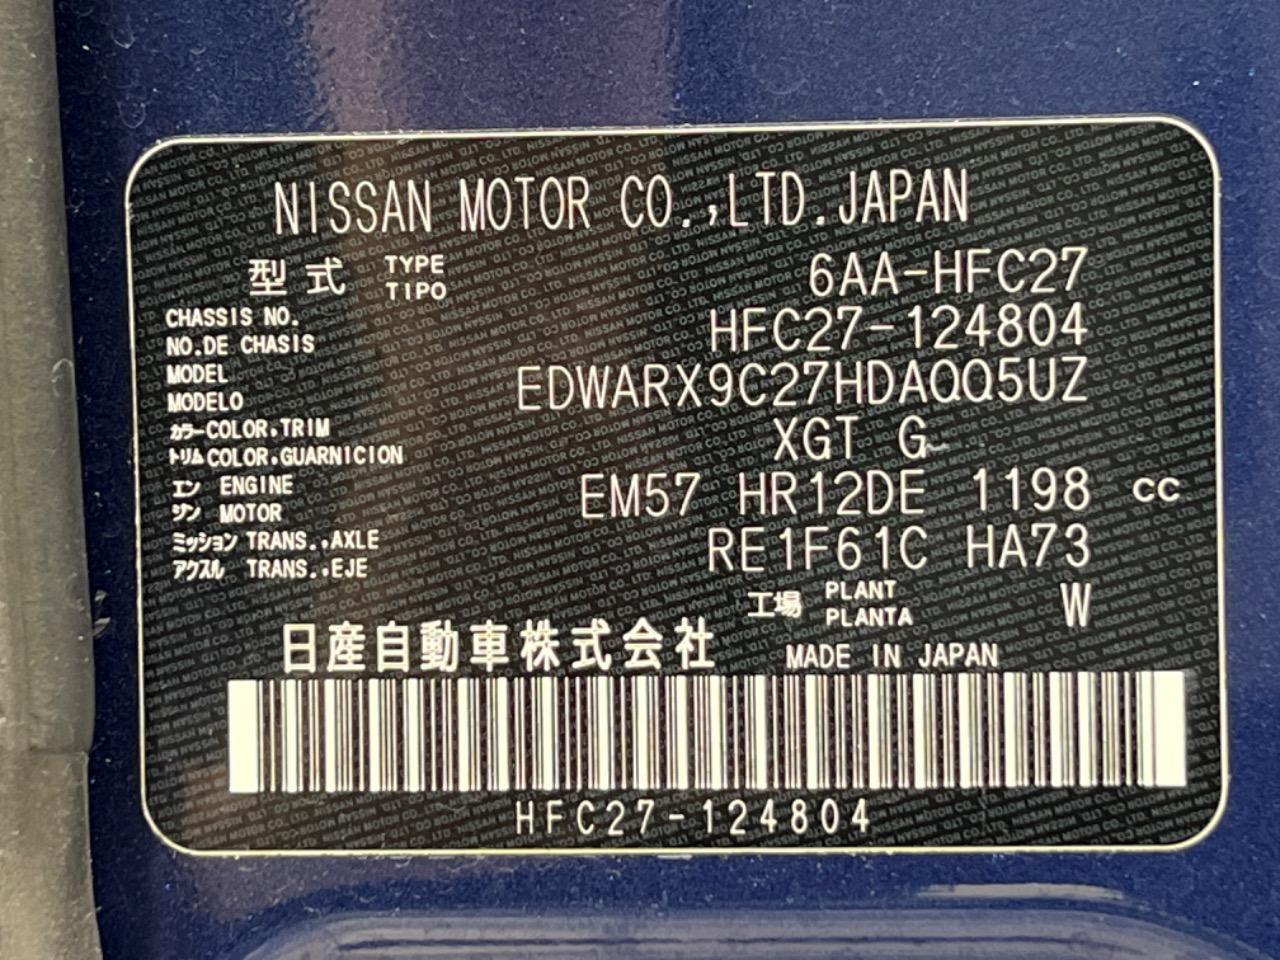 NISSAN MOTOR CO.,LTD.JAPAN
型式 TYPE TIPO 6AA-HFC27
CHASSIS NO. NO.DE CHASIS HFC27-124804
MODEL MODELO EDWARX9C27HDAQQ5UZ
カラー COLOR,TRIM
トリム COLOR,GUARNICION XGT G
エンジン ENGINE MOTOR EM57 HR12DE 1198 CC
ミッション TRANS.,AXLE
アクスル TRANS.,EJE RE1F61C HA73
工場 PLANT PLANTA W
日産自動車株式会社 MADE IN JAPAN
HFC27-124804